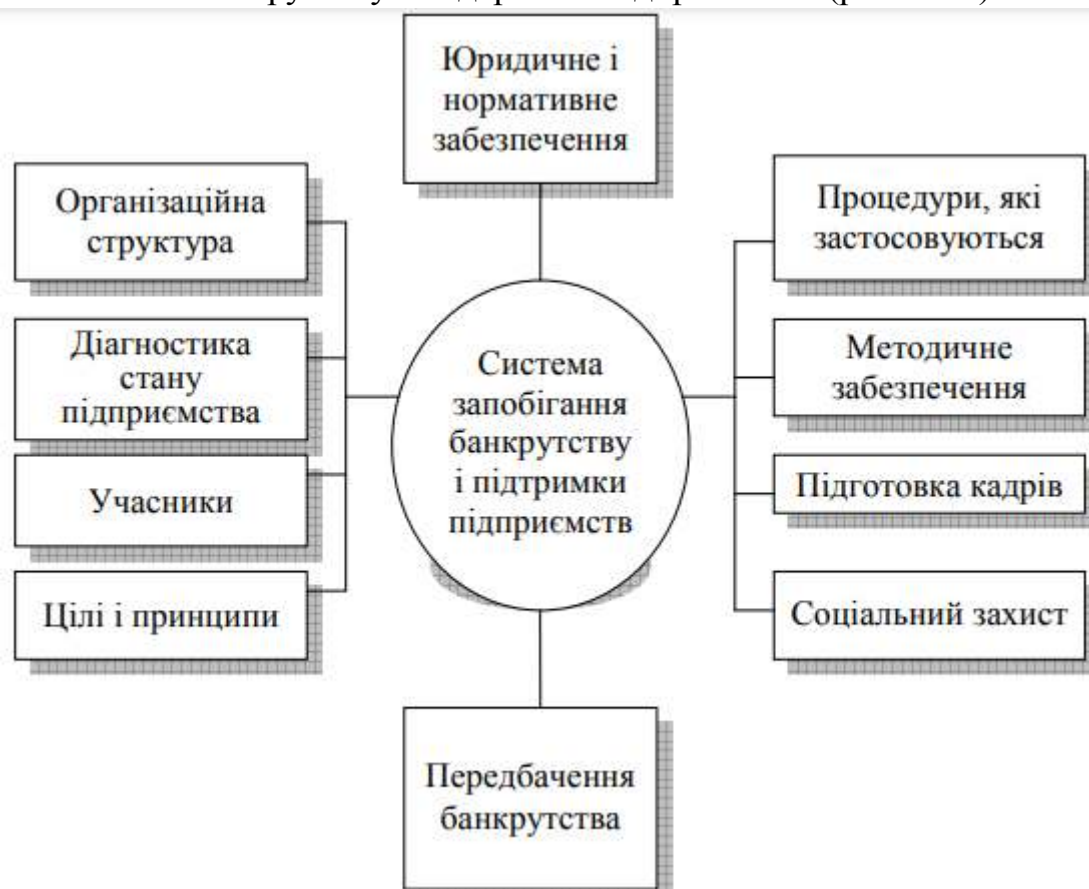 Юридичне і
нормативне
забезпечення
Організаційна
структура
Діагностика
стану
підприємства
Учасники
Цілі і принципи
Система
запобігання
банкрутству
і підтримки
підприємств
Процедури, які
застосовуються
Методичне
забезпечення
Підготовка кадрів
Соціальний захист
Передбачення
банкрутства